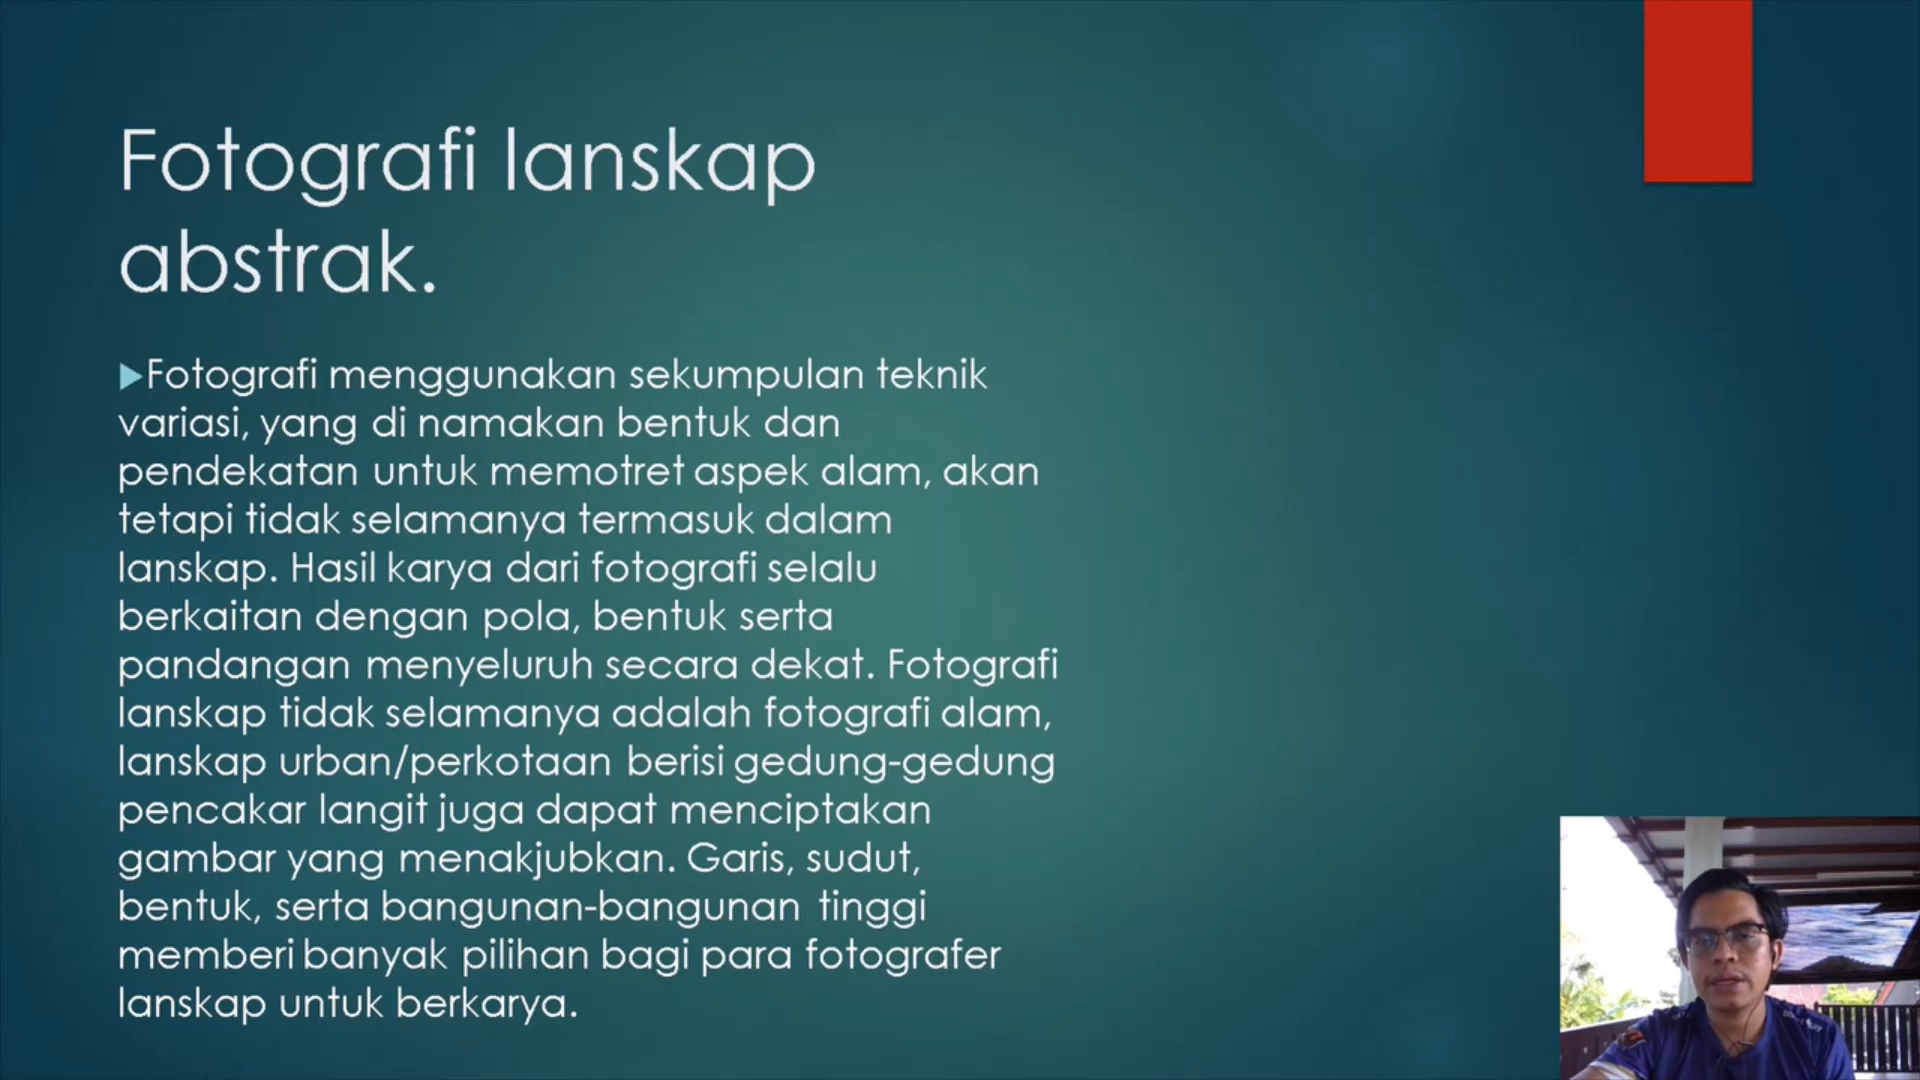 Fotografi lanskap
abstrak.
Fotografi menggunakan sekumpulan teknik
variasi, yang di namakan bentuk dan
pendekatan untuk memotret aspek alam, akan
tetapi tidak selamanya termasuk dalam
lanskap. Hasil karya dari fotografi selalu
berkaitan dengan pola, bentuk serta
pandangan menyeluruh secara dekat. Fotografi
lanskap tidak selamanya adalah fotografi alam,
lanskap urban/perkotaan berisi gedung-gedung
pencakar langit juga dapat menciptakan
gambar yang menakjubkan. Garis, sudut,
bentuk, serta bangunan-bangunan tinggi
memberi banyak pilihan bagi para fotografer
lanskap untuk berkarya.